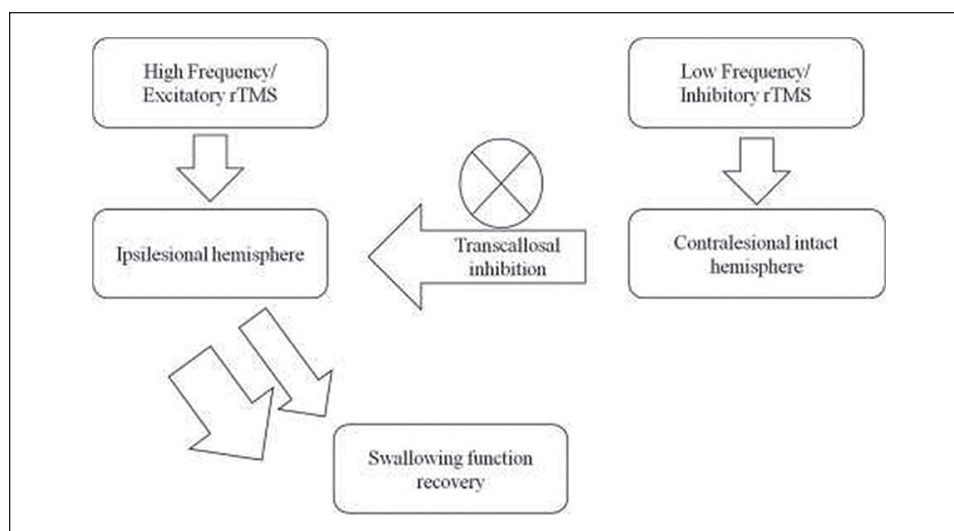 High Frequency/
Excitatory rTMS
Low Frequency/
Inhibitory rTMS
Ipsilesional hemisphere
Transcallosal
inhibition
Contralesional intact
hemisphere
Swallowing function
recovery